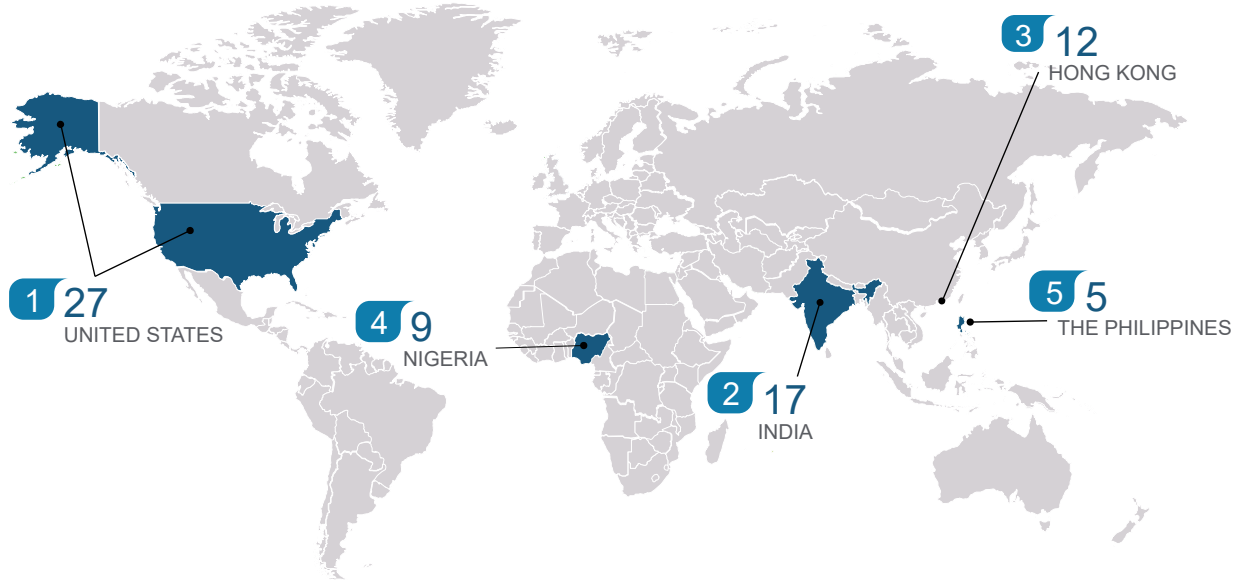 3 12
HONG KONG
1 27
UNITED STATES
4 9
NIGERIA
5 5
THE PHILIPPINES
2 17
INDIA